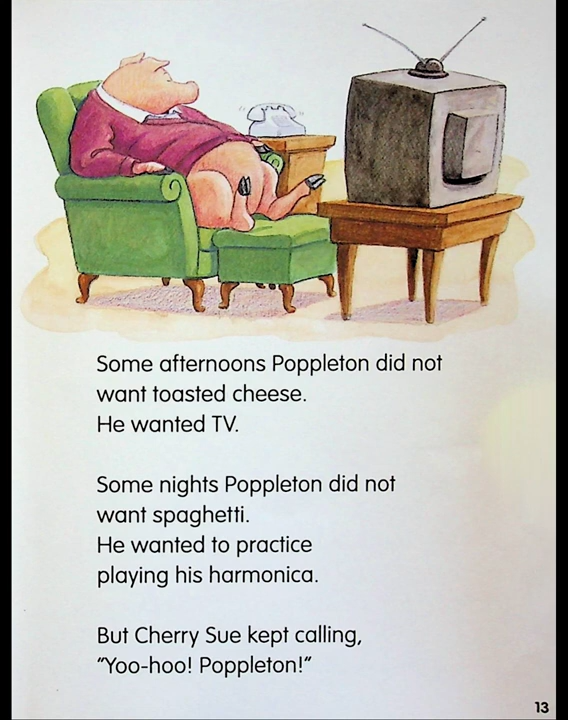 Some afternoons Poppleton did not
want toasted cheese.
He wanted TV.
Some nights Poppleton did not
want spaghetti.
He wanted to practice
playing his harmonica.
But Cherry Sue kept calling,
"Yoo-hoo! Poppleton!"
13